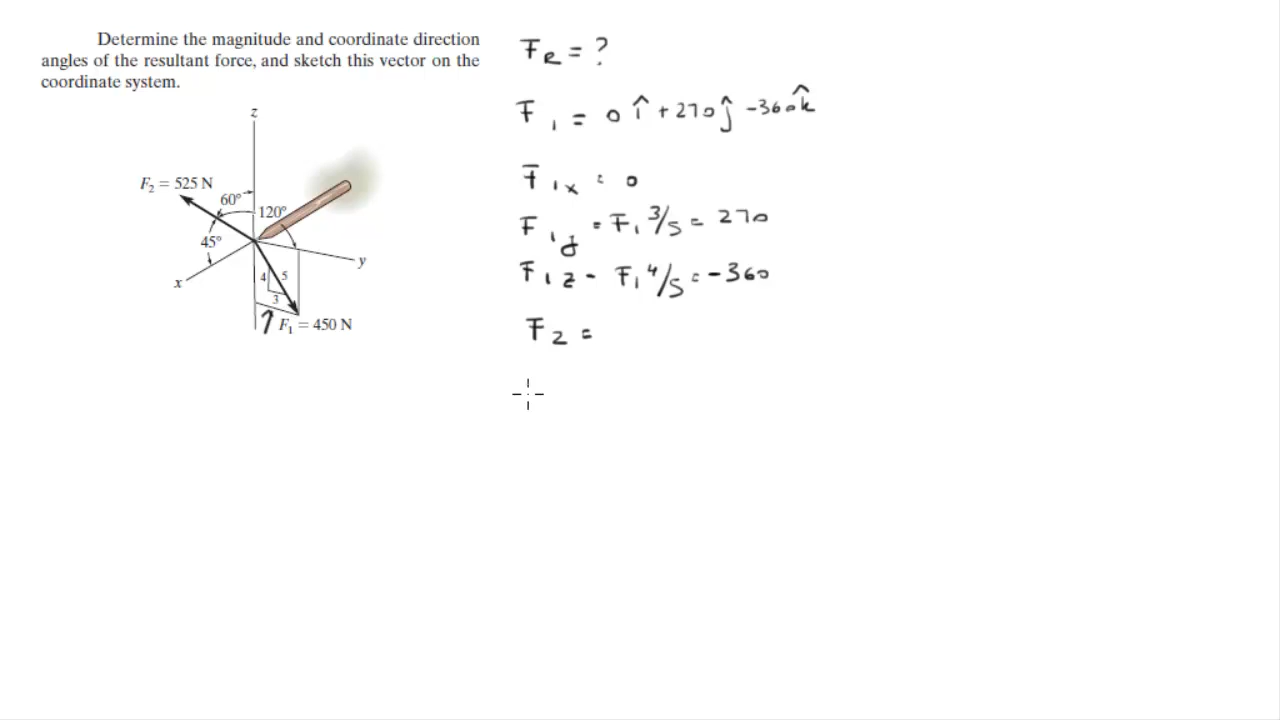 Determine the magnitude and coordinate direction
angles of the resultant force, and sketch this vector on the
coordinate system.
z
F₂ = 525 N
60°
120°
45°
y
x
4
5
3
F₁ = 450 N
F_R = ?
F₁ = 0 î + 270 ĵ - 360 k̂
F₁ₓ = 0
F₁y = F₁ 3/5 = 270
F₁z - F₁ 4/5 = -360
F₂ =